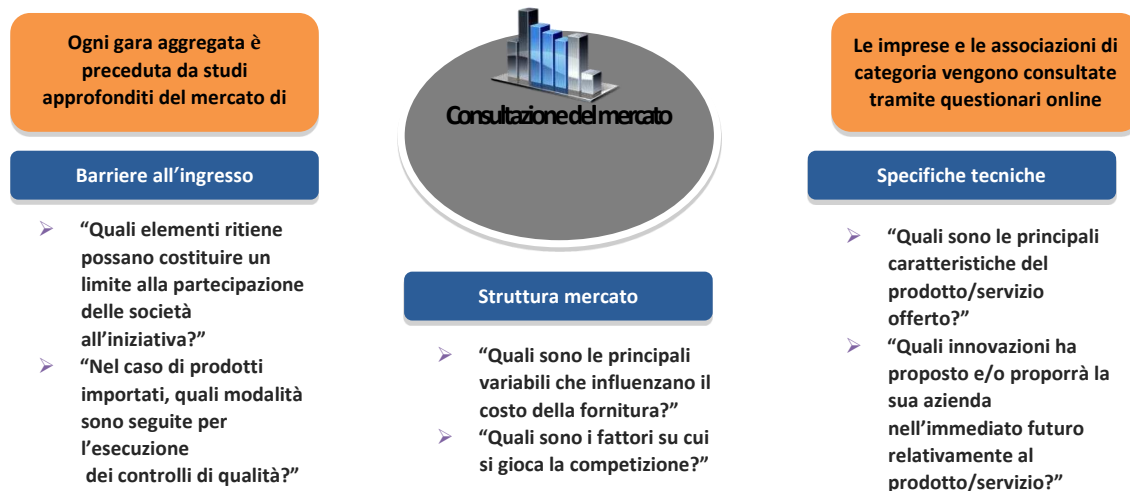 Ogni gara aggregata è
preceduta da studi
approfonditi del mercato di
Consultazione del mercato
Le imprese e le associazioni di
categoria vengono consultate
tramite questionari online
Barriere all’ingresso
➢ “Quali elementi ritiene
possano costituire un
limite alla partecipazione
delle società
all’iniziativa?”
➢ “Nel caso di prodotti
importati, quali modalità
sono seguite per
l’esecuzione
dei controlli di qualità?”
Struttura mercato
➢ “Quali sono le principali
variabili che influenzano il
costo della fornitura?”
➢ “Quali sono i fattori su cui
si gioca la competizione?”
Specifiche tecniche
➢ “Quali sono le principali
caratteristiche del
prodotto/servizio
offerto?”
➢ “Quali innovazioni ha
proposto e/o proporrà la
sua azienda
nell’immediato futuro
relativamente al
prodotto/servizio?”